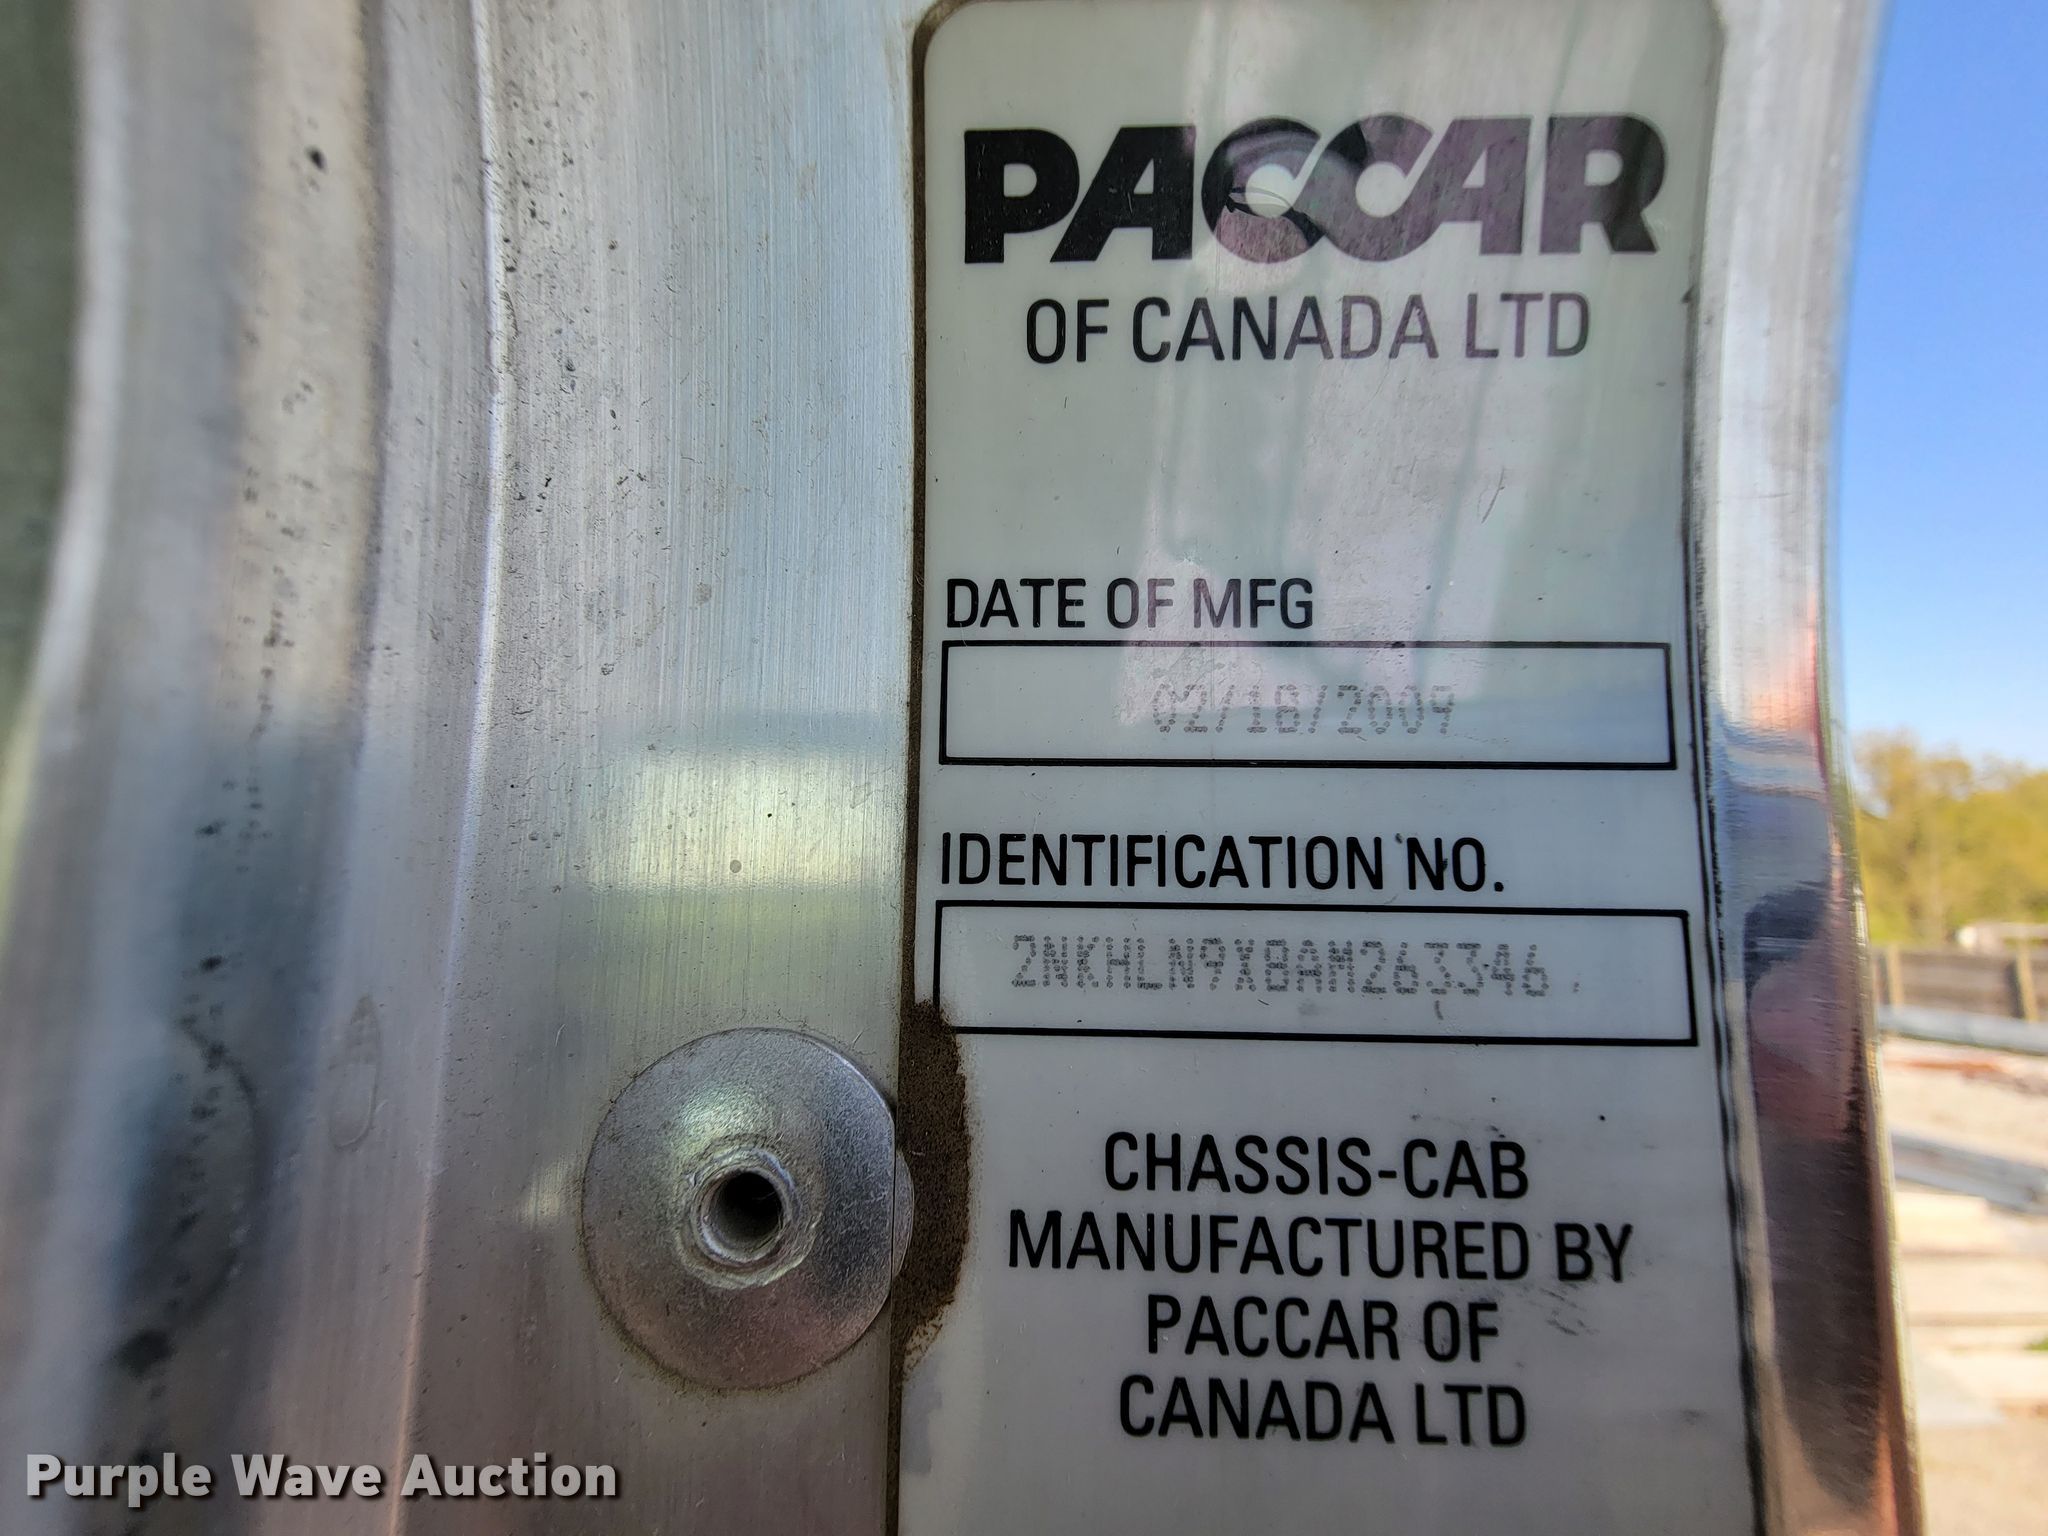 PACCAR
OF CANADA LTD
DATE OF MFG
02/18/2009
IDENTIFICATION NO.
2NKHLN9X8AM263346
CHASSIS-CAB
MANUFACTURED BY
PACCAR OF
CANADA LTD
Purple Wave Auction